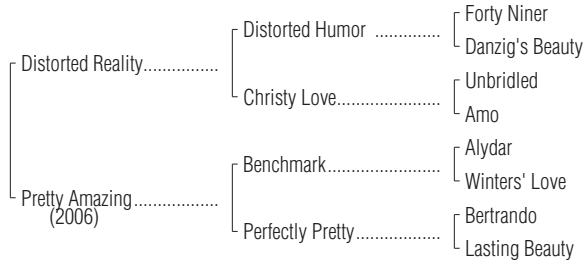 Forty Niner
Distorted Humor ..............
Danzig's Beauty
Distorted Reality................
Unbridled
Christy Love......................
Amo
Alydar
Benchmark........................
Winters' Love
Pretty Amazing..................
(2006)
Bertrando
Perfectly Pretty..................
Lasting Beauty